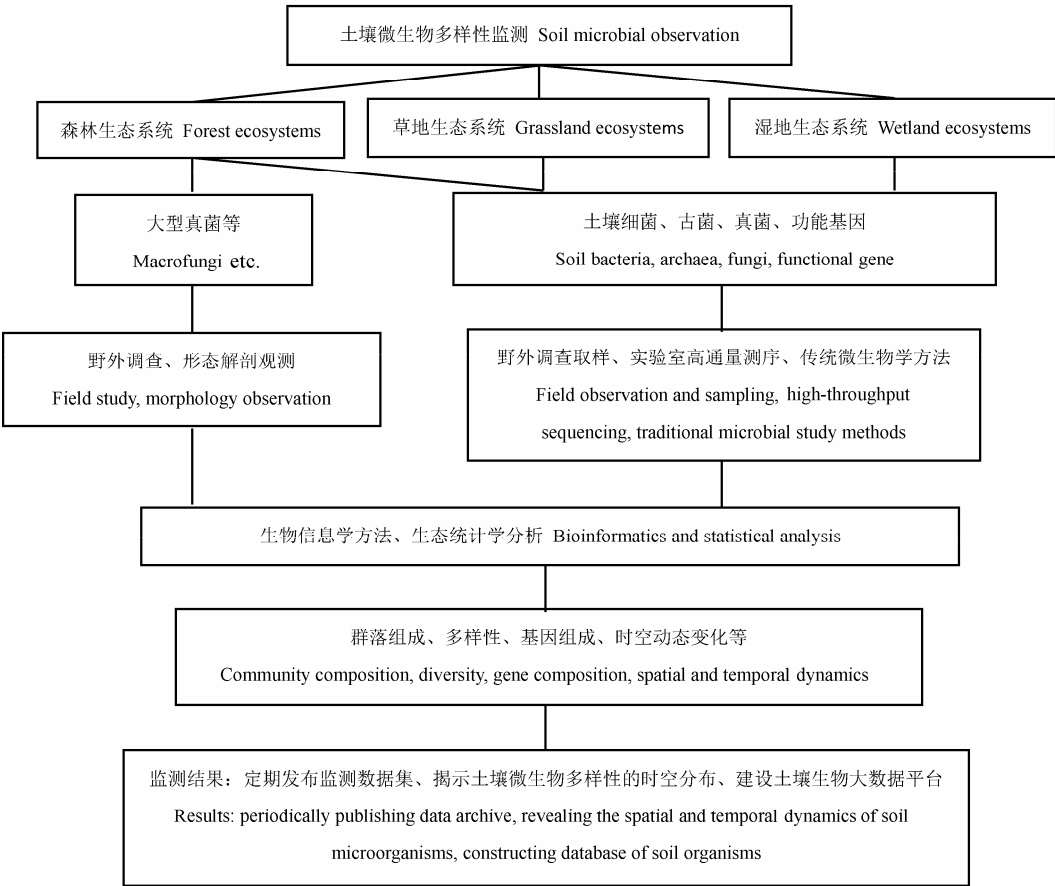 土壤微生物多样性监测 Soil microbial observation
森林生态系统 Forest ecosystems
草地生态系统 Grassland ecosystems
湿地生态系统 Wetland ecosystems
大型真菌等
Macrofungi etc.
土壤细菌、古菌、真菌、功能基因
Soil bacteria, archaea, fungi, functional gene
野外调查、形态解剖观测
Field study, morphology observation
野外调查取样、实验室高通量测序、传统微生物学方法
Field observation and sampling, high-throughput
sequencing, traditional microbial study methods
生物信息学方法、生态统计学分析 Bioinformatics and statistical analysis
群落组成、多样性、基因组成、时空动态变化等
Community composition, diversity, gene composition, spatial and temporal dynamics
监测结果：定期发布监测数据集、揭示土壤微生物多样性的时空分布、建设土壤生物大数据平台
Results: periodically publishing data archive, revealing the spatial and temporal dynamics of soil
microorganisms, constructing database of soil organisms